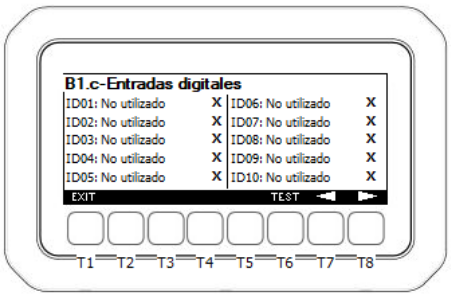 B1.c-Entradas digitales
ID01: No utilizado X ID06: No utilizado X
ID02: No utilizado X ID07: No utilizado X
ID03: No utilizado X ID08: No utilizado X
ID04: No utilizado X ID09: No utilizado X
ID05: No utilizado X ID10: No utilizado X
EXIT TEST
T1 T2 T3 T4 T5 T6 T7 T8